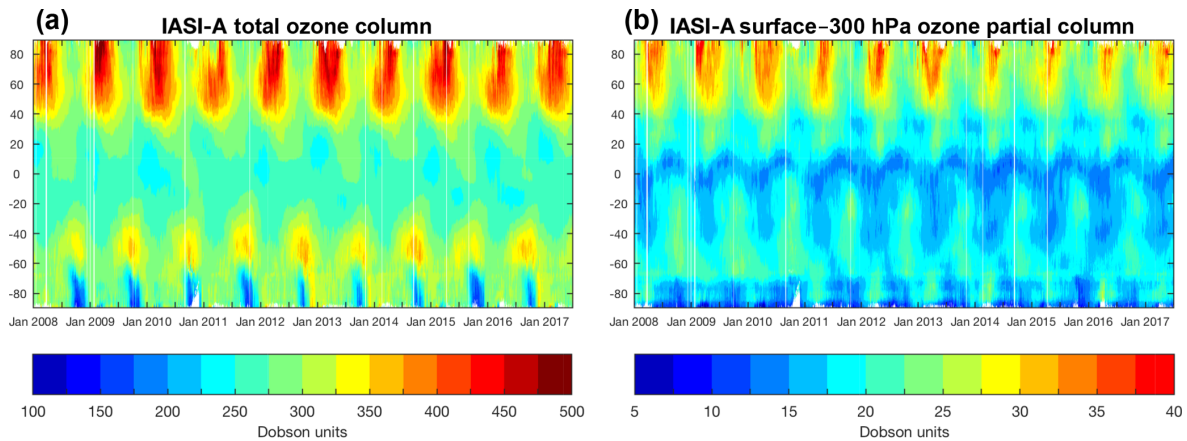 (a) IASI-A total ozone column
80
60
40
20
0
-20
-40
-60
-80
Jan 2008 Jan 2009 Jan 2010 Jan 2011 Jan 2012 Jan 2013 Jan 2014 Jan 2015 Jan 2016 Jan 2017
100 150 200 250 300 350 400 450 500
Dobson units
(b) IASI-A surface–300 hPa ozone partial column
80
60
40
20
0
-20
-40
-60
-80
Jan 2008 Jan 2009 Jan 2010 Jan 2011 Jan 2012 Jan 2013 Jan 2014 Jan 2015 Jan 2016 Jan 2017
5 10 15 20 25 30 35 40
Dobson units